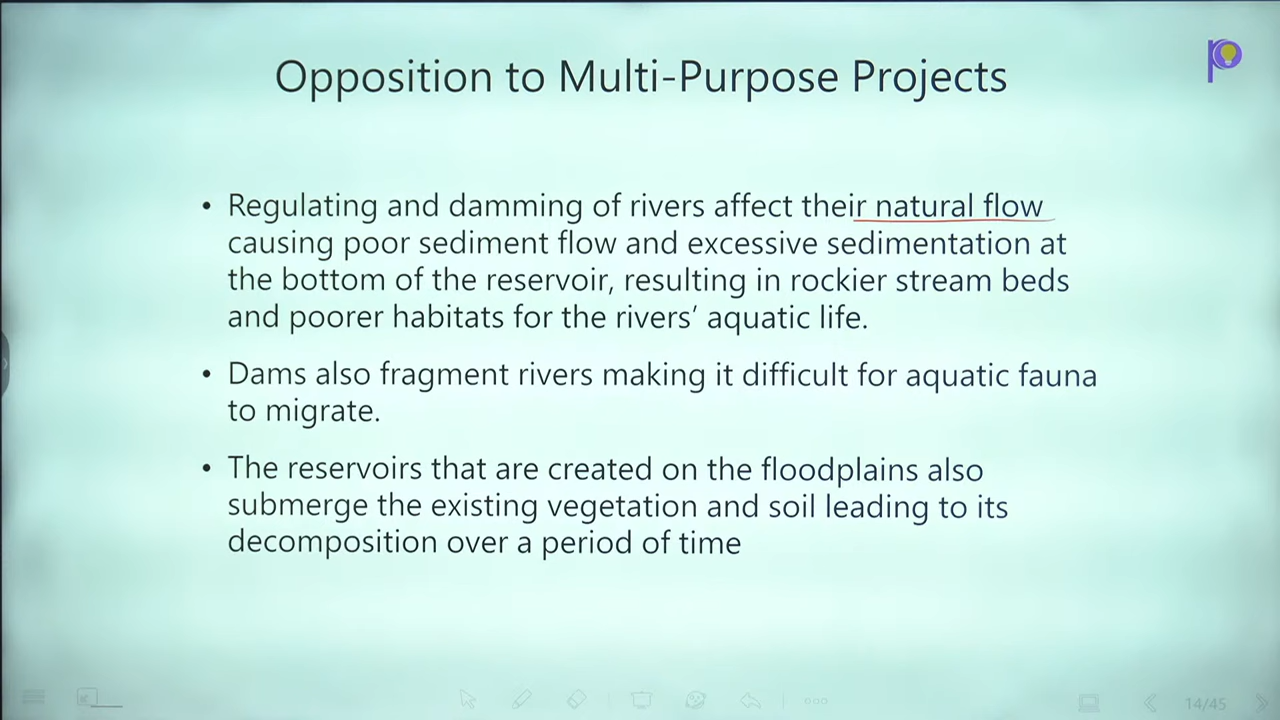 Opposition to Multi-Purpose Projects
• Regulating and damming of rivers affect their natural flow
causing poor sediment flow and excessive sedimentation at
the bottom of the reservoir, resulting in rockier stream beds
and poorer habitats for the rivers’ aquatic life.
• Dams also fragment rivers making it difficult for aquatic fauna
to migrate.
• The reservoirs that are created on the floodplains also
submerge the existing vegetation and soil leading to its
decomposition over a period of time
14/45